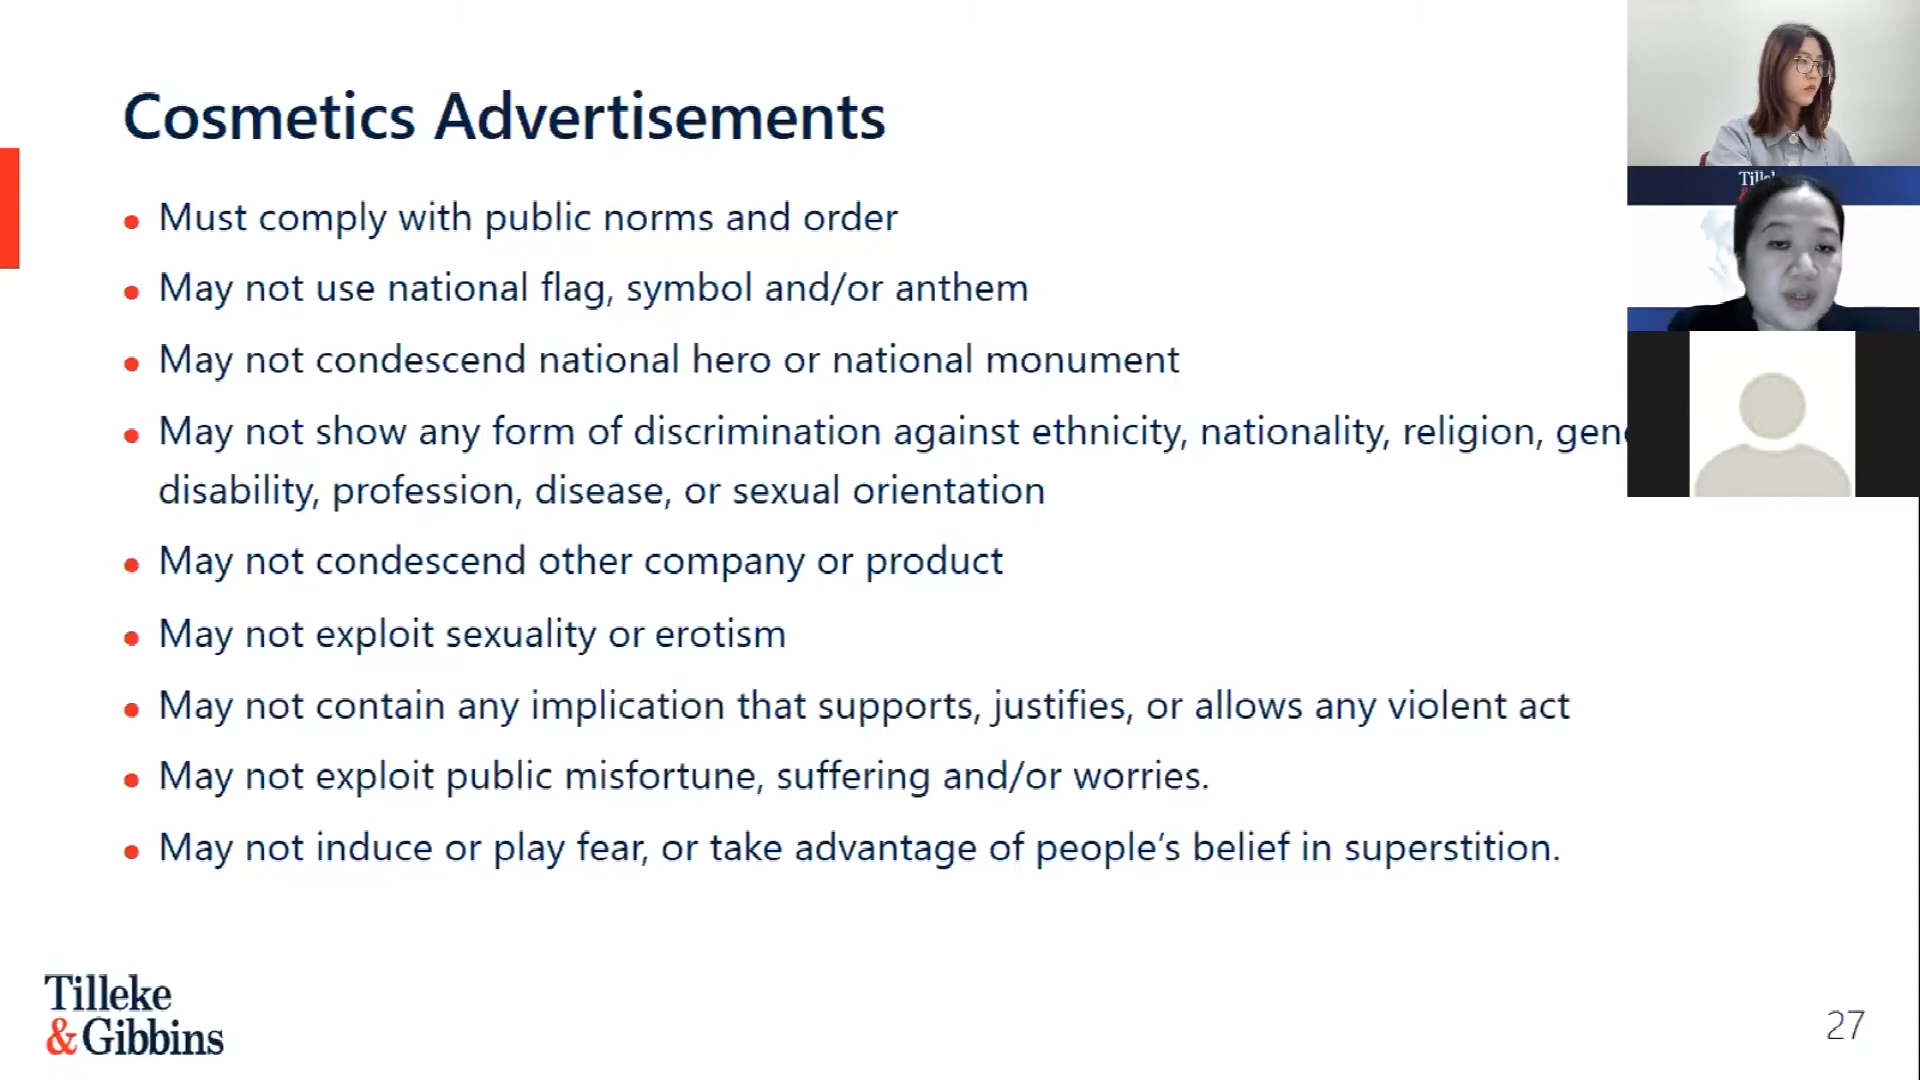 Cosmetics Advertisements
• Must comply with public norms and order
• May not use national flag, symbol and/or anthem
• May not condescend national hero or national monument
• May not show any form of discrimination against ethnicity, nationality, religion,
disability, profession, disease, or sexual orientation
• May not condescend other company or product
• May not exploit sexuality or erotism
• May not contain any implication that supports, justifies, or allows any violent act
• May not exploit public misfortune, suffering and/or worries.
• May not induce or play fear, or take advantage of people's belief in superstition.
Tilleke
&Gibbins
27